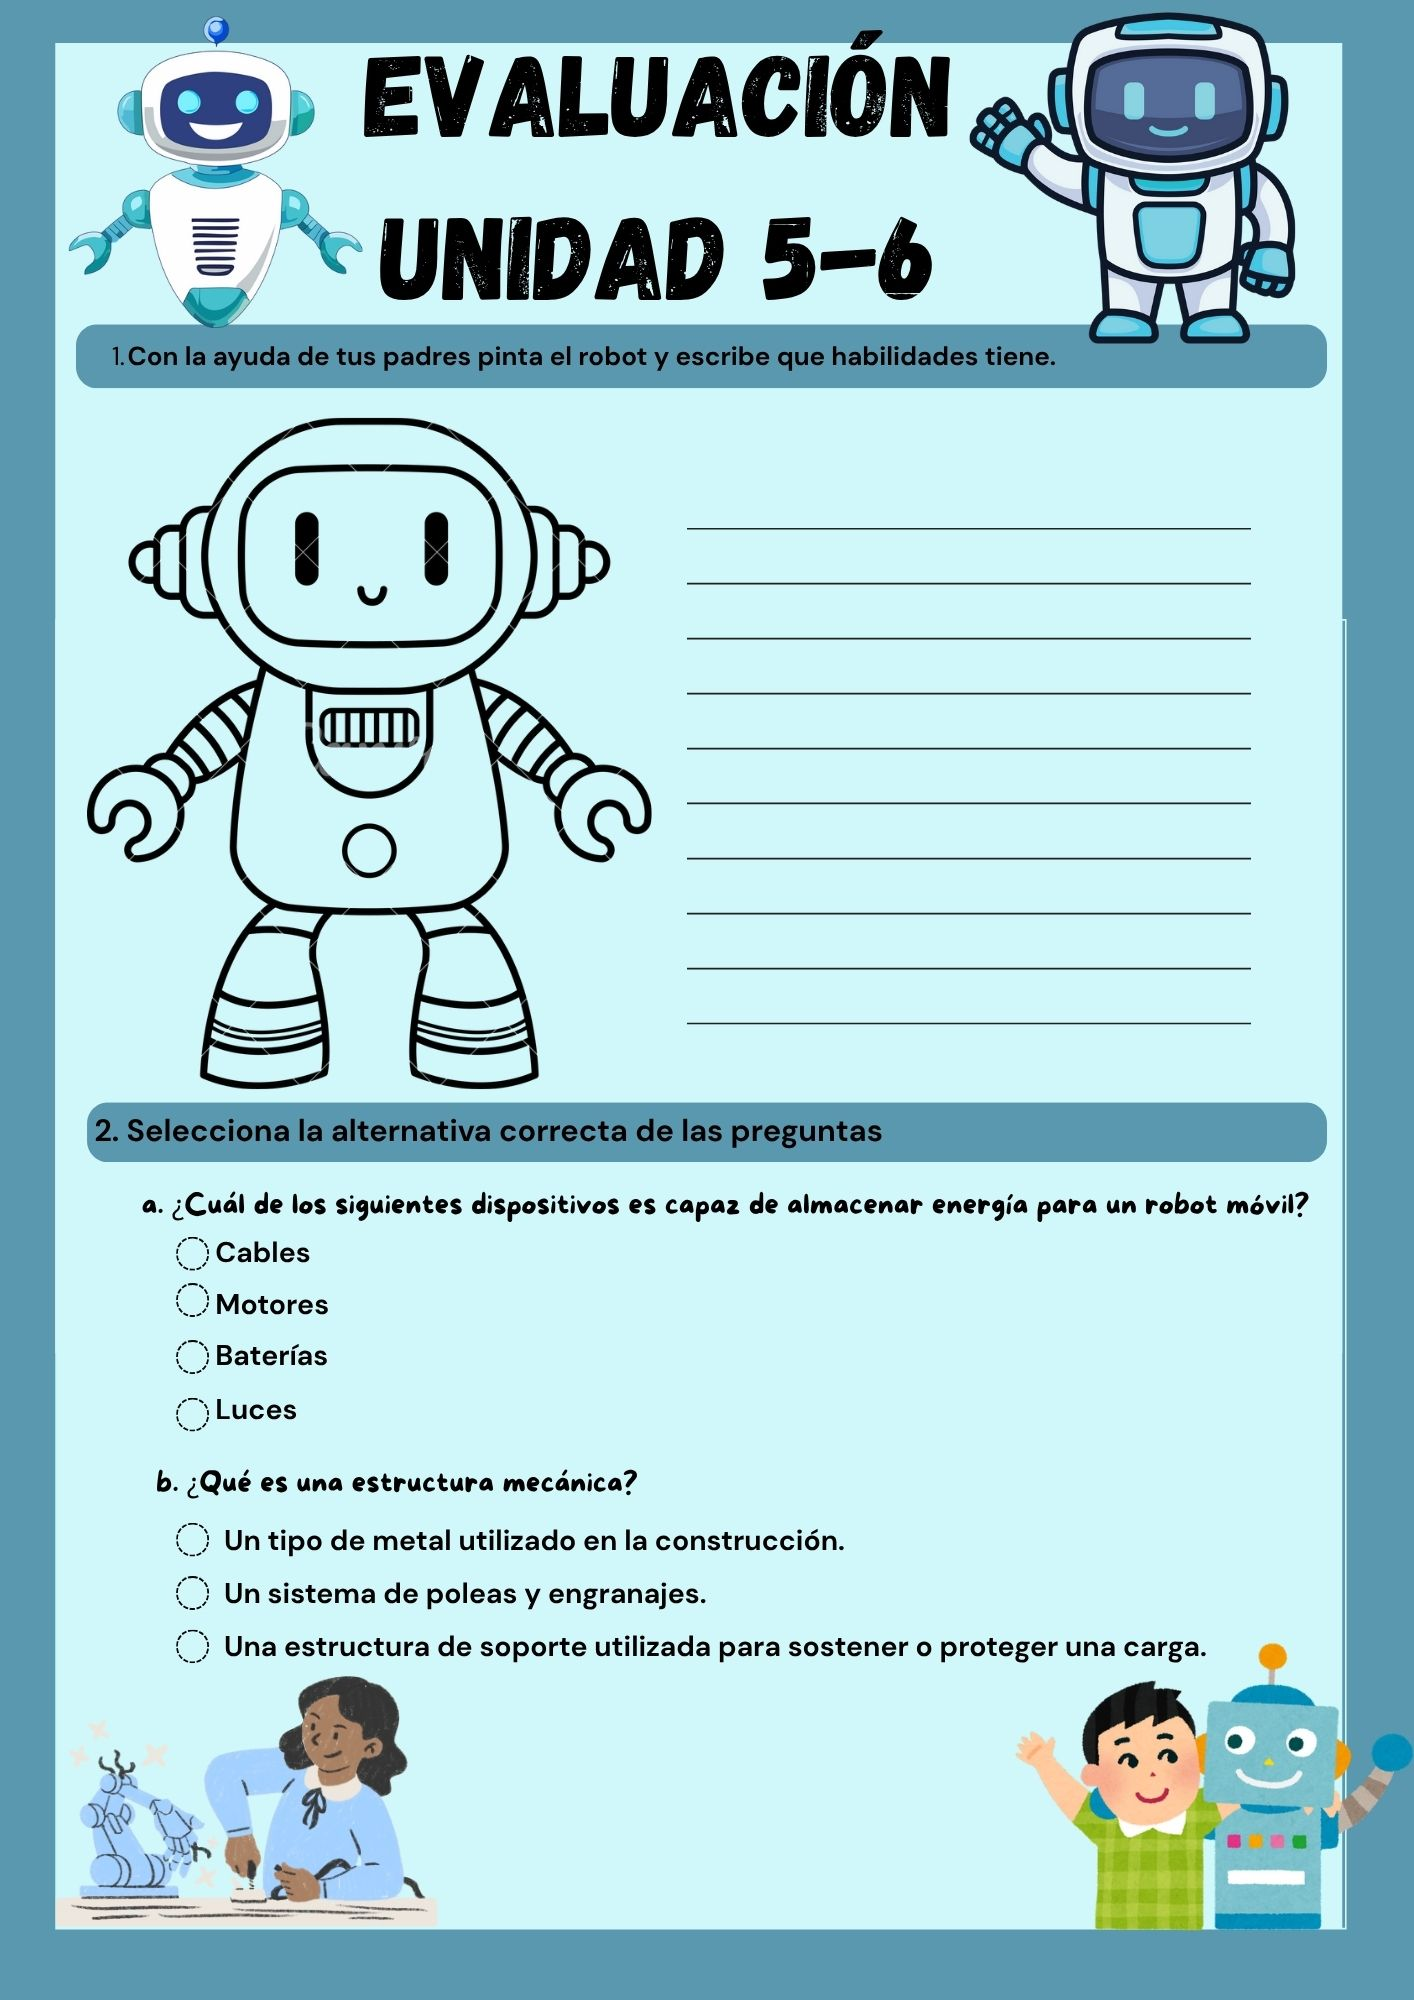 EVALUACIÓN
UNIDAD 5-6
1. Con la ayuda de tus padres pinta el robot y escribe que habilidades tiene.
2. Selecciona la alternativa correcta de las preguntas
a. ¿Cuál de los siguientes dispositivos es capaz de almacenar energía para un robot móvil?
Cables
Motores
Baterías
Luces
b. ¿Qué es una estructura mecánica?
Un tipo de metal utilizado en la construcción.
Un sistema de poleas y engranajes.
Una estructura de soporte utilizada para sostener o proteger una carga.